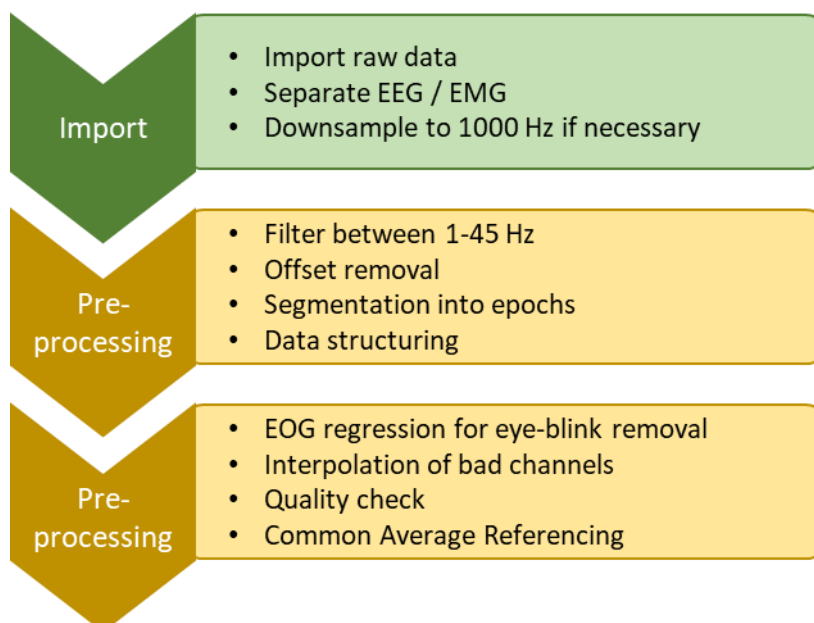 Import
• Import raw data
• Separate EEG / EMG
• Downsample to 1000 Hz if necessary
Pre-
processing
• Filter between 1-45 Hz
• Offset removal
• Segmentation into epochs
• Data structuring
Pre-
processing
• EOG regression for eye-blink removal
• Interpolation of bad channels
• Quality check
• Common Average Referencing